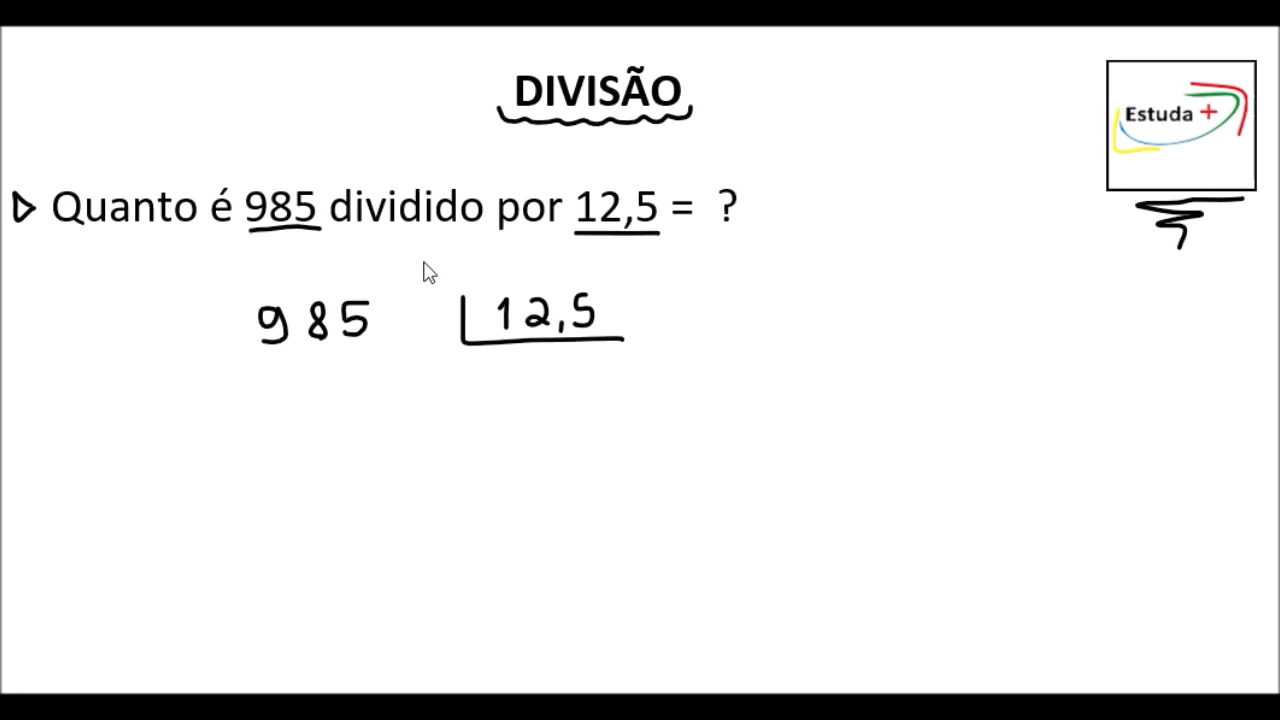 DIVISÃO
Estuda +
Quanto é 985 dividido por 12,5 = ?
985 12,5